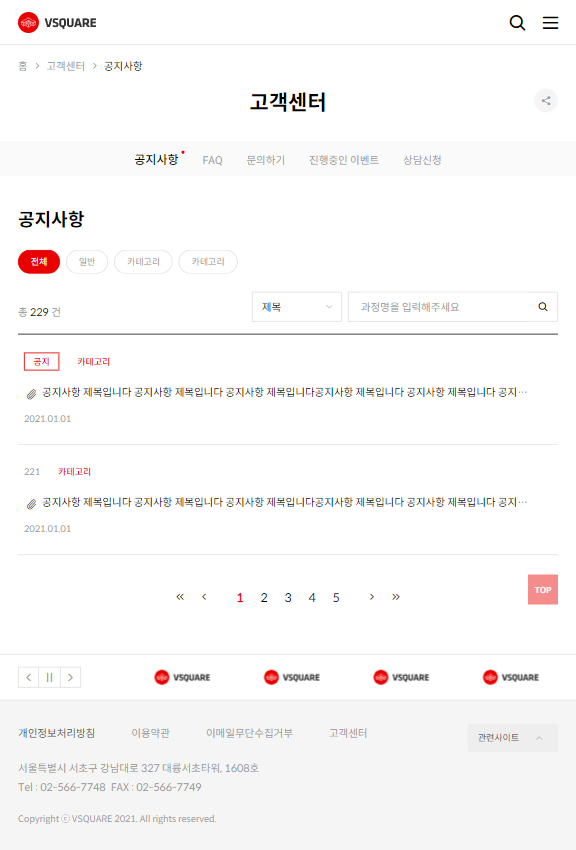 VSQUARE
홈 > 고객센터 > 공지사항
고객센터
공지사항 FAQ 문의하기 진행중인 이벤트 상담신청
공지사항
전체 일반 카테고리 카테고리
총 229 건 제목 과정명을 입력해주세요
공지 카테고리
공지사항 제목입니다 공지사항 제목입니다 공지사항 제목입니다공지사항 제목입니다 공지사항 제목입니다 공지…
2021.01.01
221 카테고리
공지사항 제목입니다 공지사항 제목입니다 공지사항 제목입니다공지사항 제목입니다 공지사항 제목입니다 공지…
2021.01.01
« ‹ 1 2 3 4 5 › »
TOP
VSQUARE VSQUARE VSQUARE VSQUARE
개인정보처리방침 이용약관 이메일무단수집거부 고객센터 관련사이트
서울특별시 서초구 강남대로 327 대륭서초타워, 1608호
Tel : 02-566-7748 FAX : 02-566-7749
Copyright ⓒ VSQUARE 2021. All rights reserved.